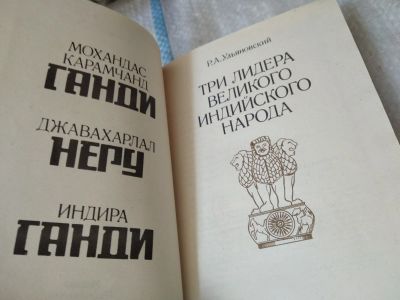 МОХАНДАС
КАРАМЧАНД
ГАНДИ
ДЖАВАХАРЛАЛ
НЕРУ
ИНДИРА
ГАНДИ
Р.А.Ульяновский
ТРИ ЛИДЕРА
ВЕЛИКОГО
ИНДИЙСКОГО
НАРОДА